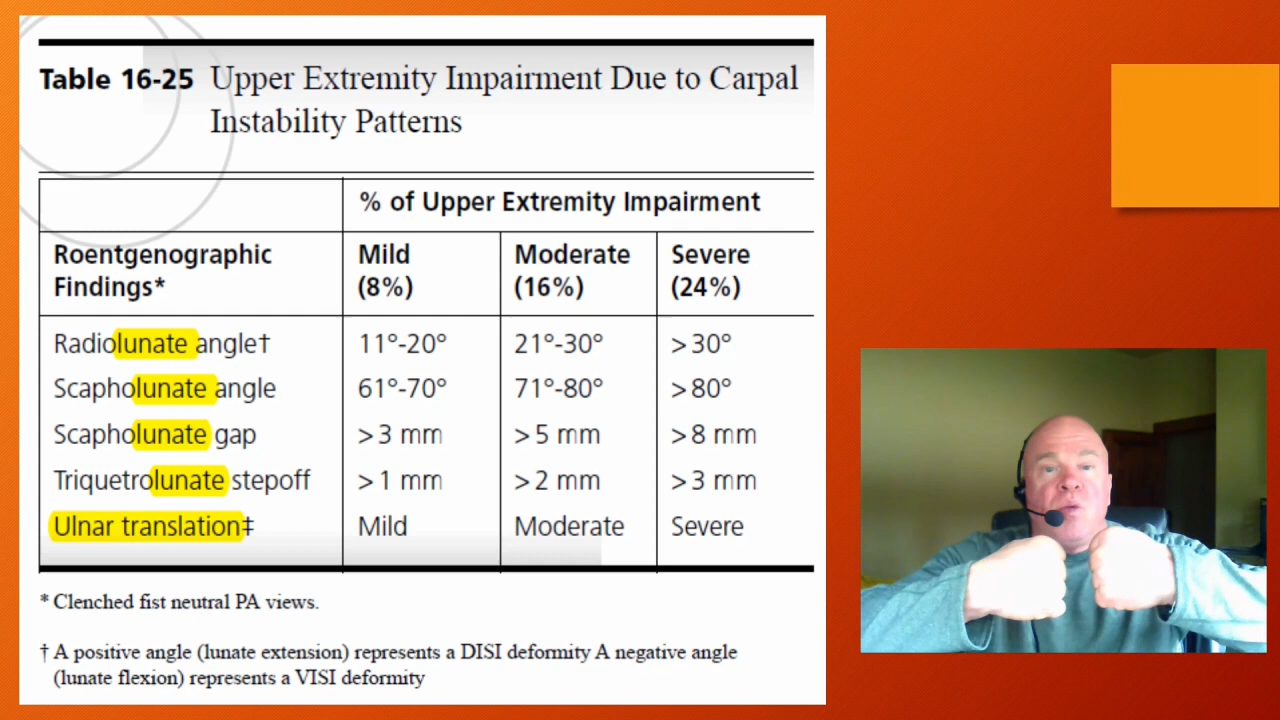 Table 16-25 Upper Extremity Impairment Due to Carpal
Instability Patterns
% of Upper Extremity Impairment
Roentgenographic Findings* Mild (8%) Moderate (16%) Severe (24%)
Radiolunate angle† 11°-20° 21°-30° >30°
Scapholunate angle 61°-70° 71°-80° >80°
Scapholunate gap >3 mm >5 mm >8 mm
Triquetrolunate stepoff >1 mm >2 mm >3 mm
Ulnar translation‡ Mild Moderate Severe
* Clenched fist neutral PA views.
† A positive angle (lunate extension) represents a DISI deformity A negative angle
(lunate flexion) represents a VISI deformity